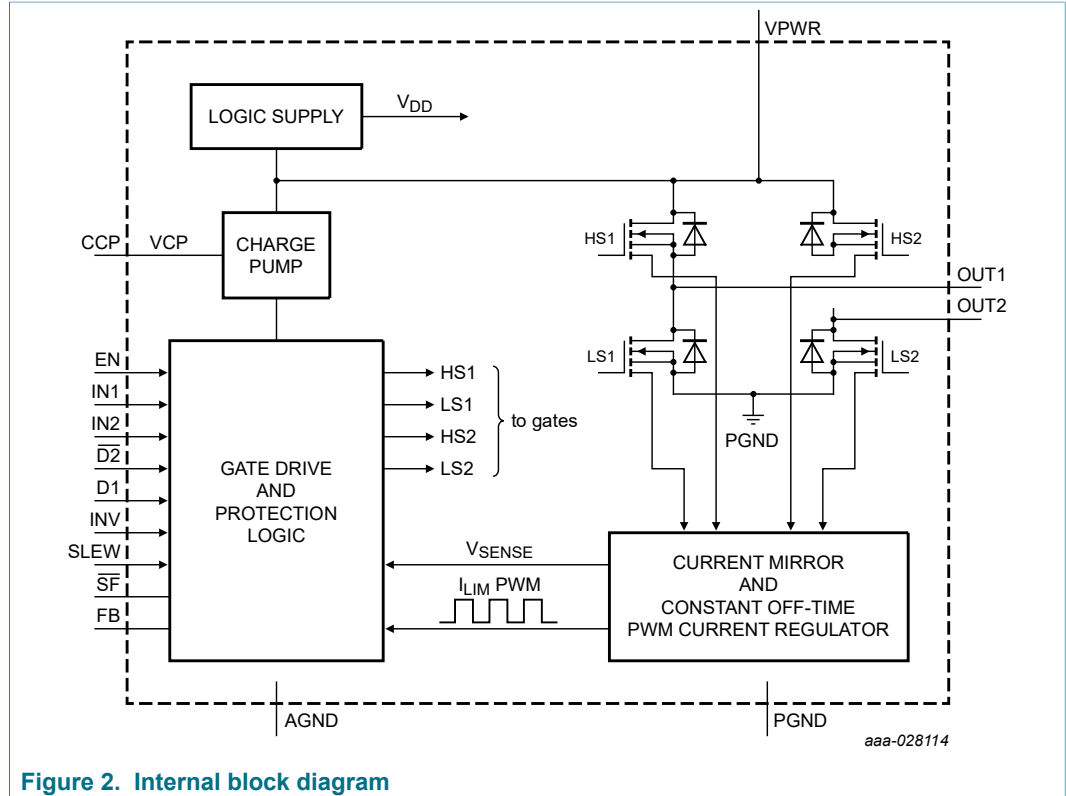 VPWR
LOGIC SUPPLY
VDD
CCP
VCP
CHARGE
PUMP
HS1
HS2
OUT1
OUT2
LS1
LS2
PGND
EN
IN1
IN2
D2
D1
INV
SLEW
SF
FB
GATE DRIVE
AND
PROTECTION
LOGIC
HS1
LS1
HS2
LS2
to gates
VSENSE
ILIM PWM
CURRENT MIRROR
AND
CONSTANT OFF-TIME
PWM CURRENT REGULATOR
AGND
PGND
aaa-028114
Figure 2. Internal block diagram